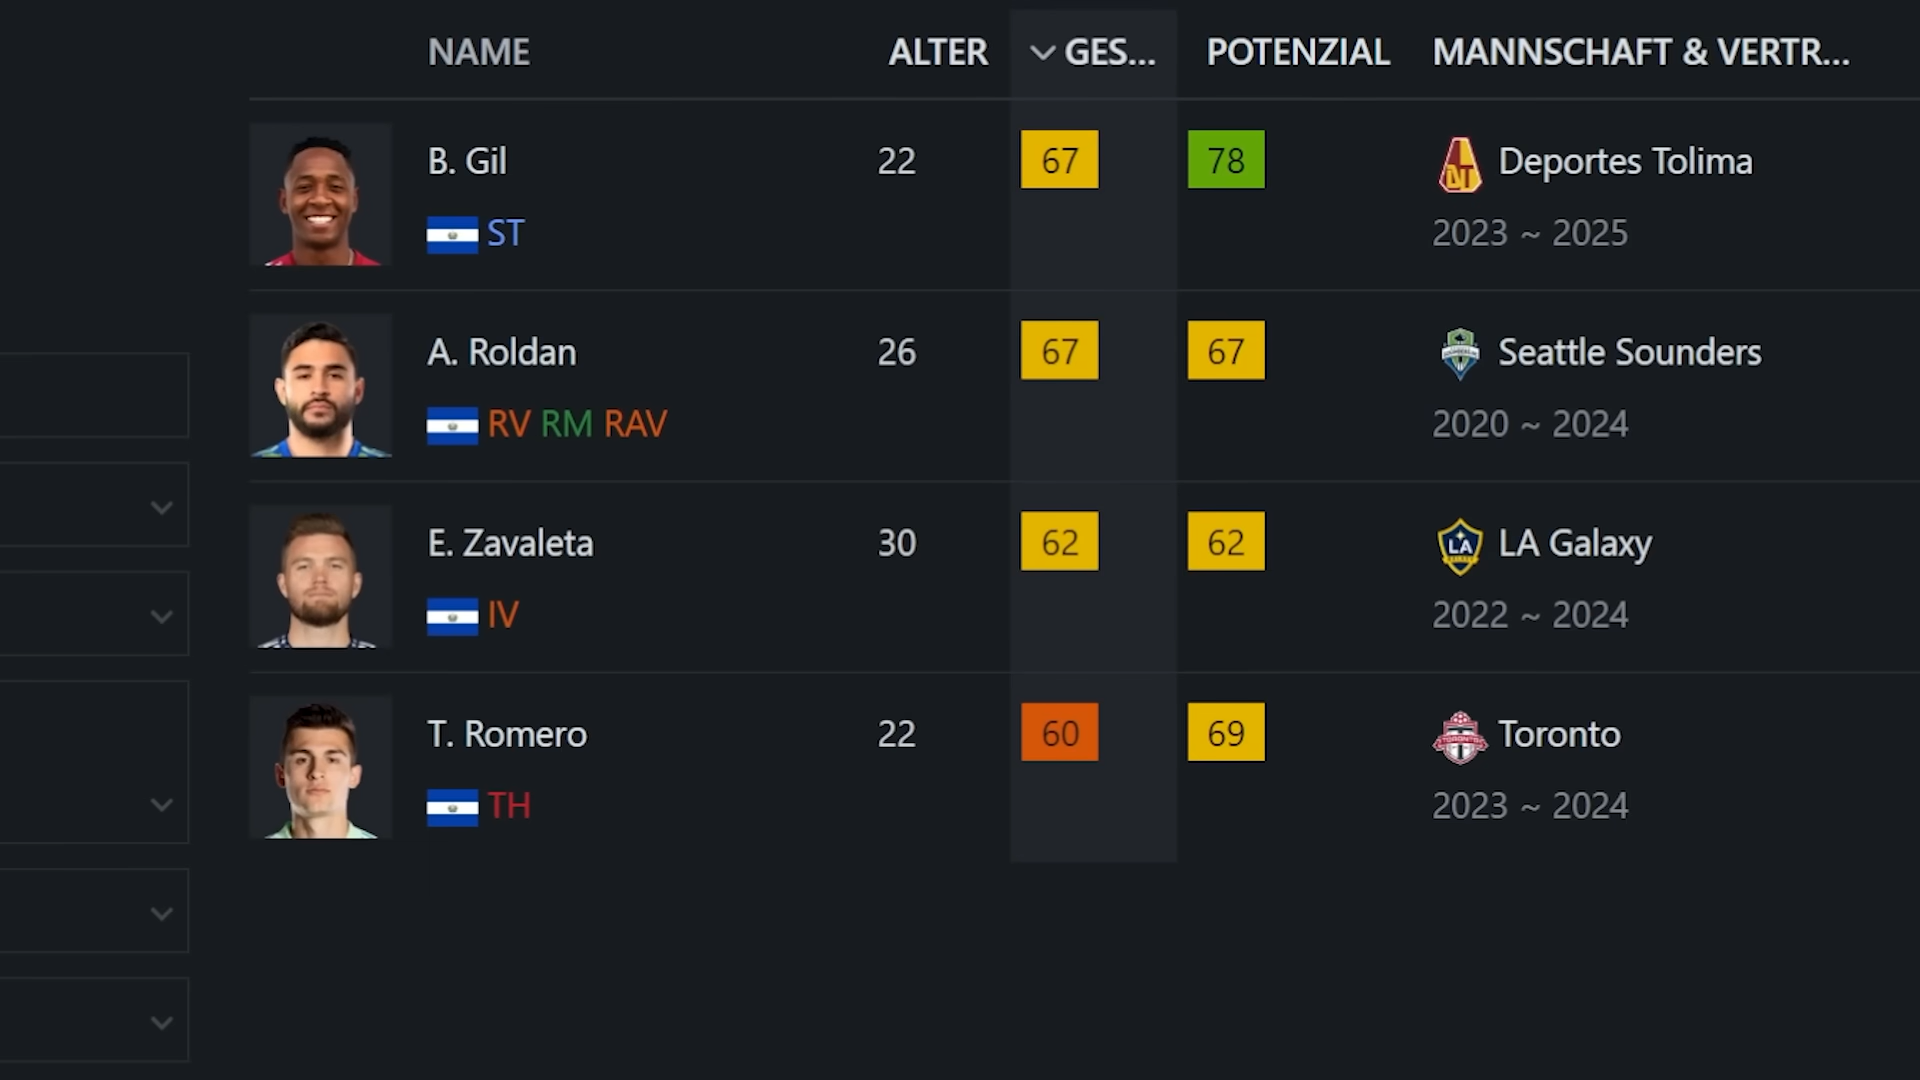 NAME ALTER GES... POTENZIAL MANNSCHAFT & VERTR...
B. Gil 22 67 78 Deportes Tolima
ST 2023 ~ 2025
A. Roldan 26 67 67 Seattle Sounders
RV RM RAV 2020 ~ 2024
E. Zavaleta 30 62 62 LA Galaxy
IV 2022 ~ 2024
T. Romero 22 60 69 Toronto
TH 2023 ~ 2024